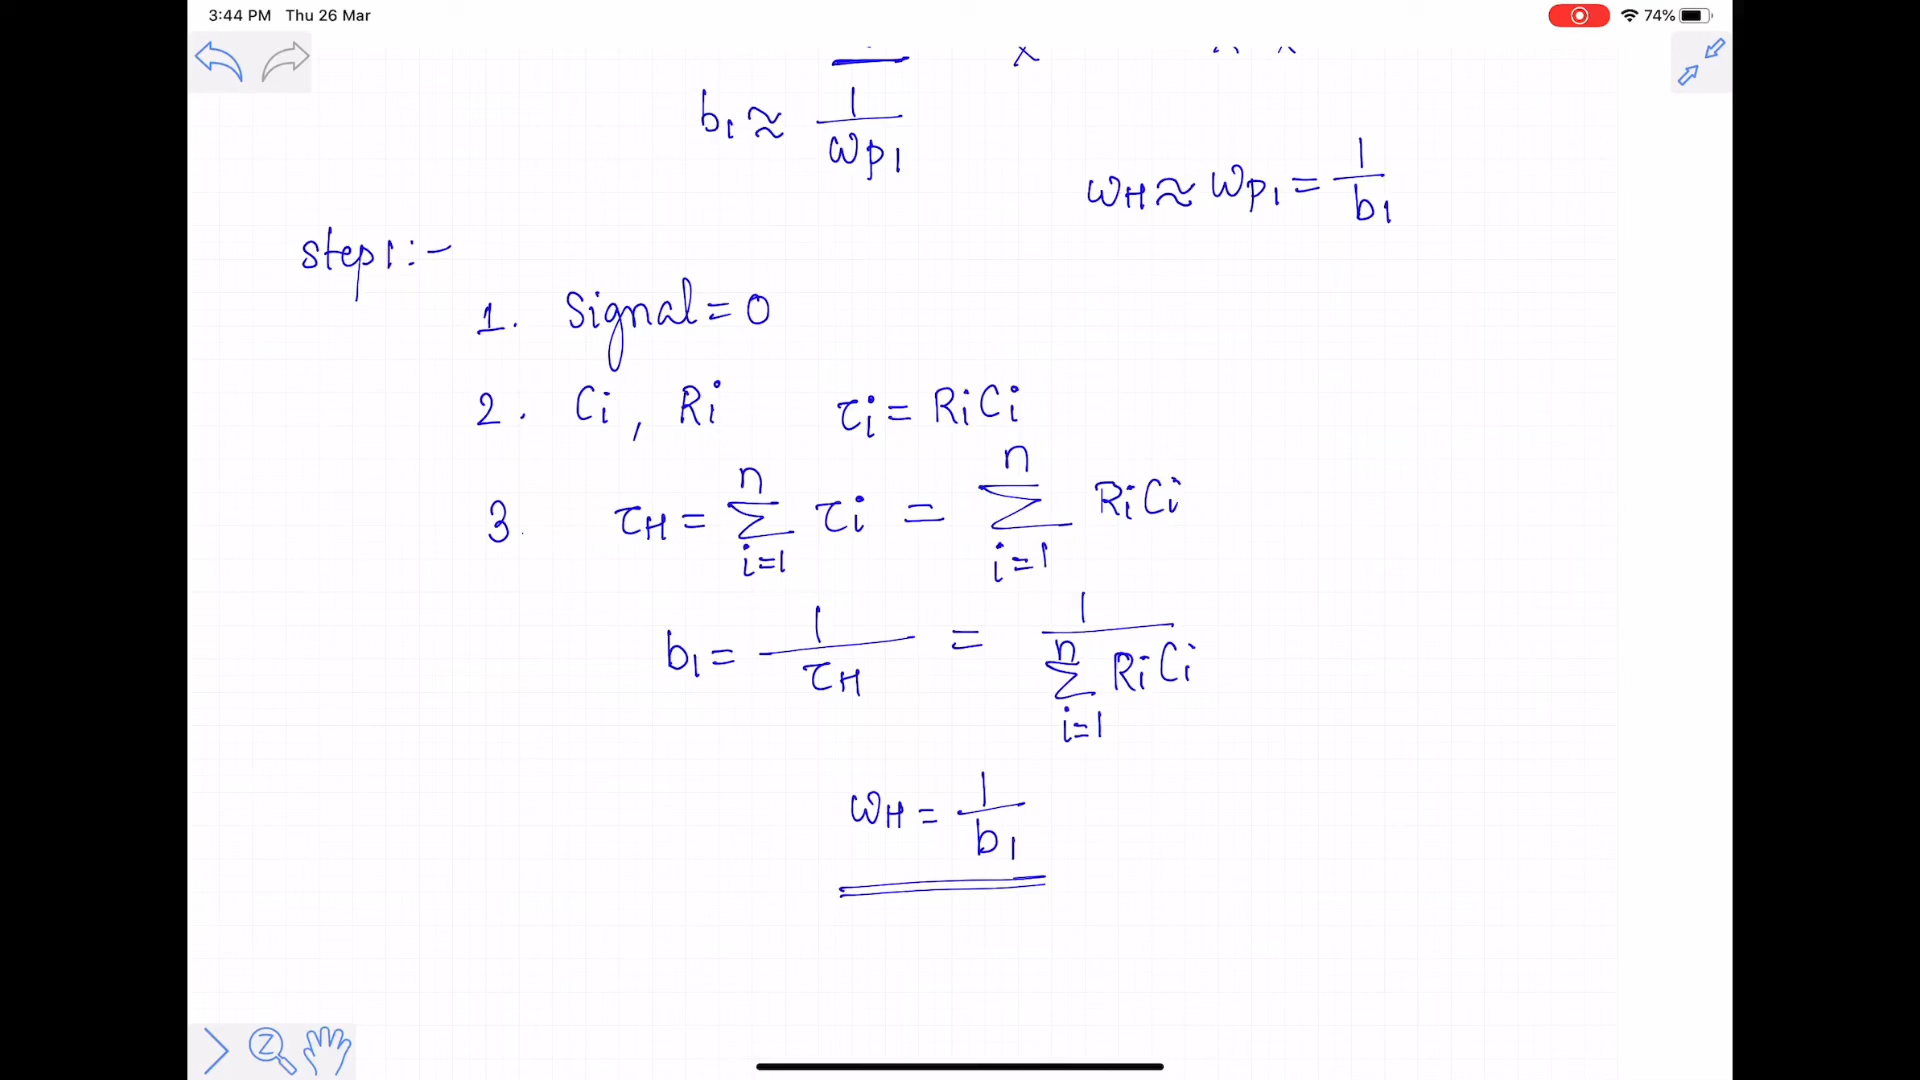 3:44 PM Thu 26 Mar 74%
b1 ≈ 1/ωp1
ωH ≈ ωp1 = 1/b1
step1:-
1. Signal = 0
2. Ci, Ri τi = RiCi
3. τH = Σ_{i=1}^{n} τi = Σ_{i=1}^{n} RiCi
b1 = 1/τH = 1/Σ_{i=1}^{n} RiCi
ωH = 1/b1